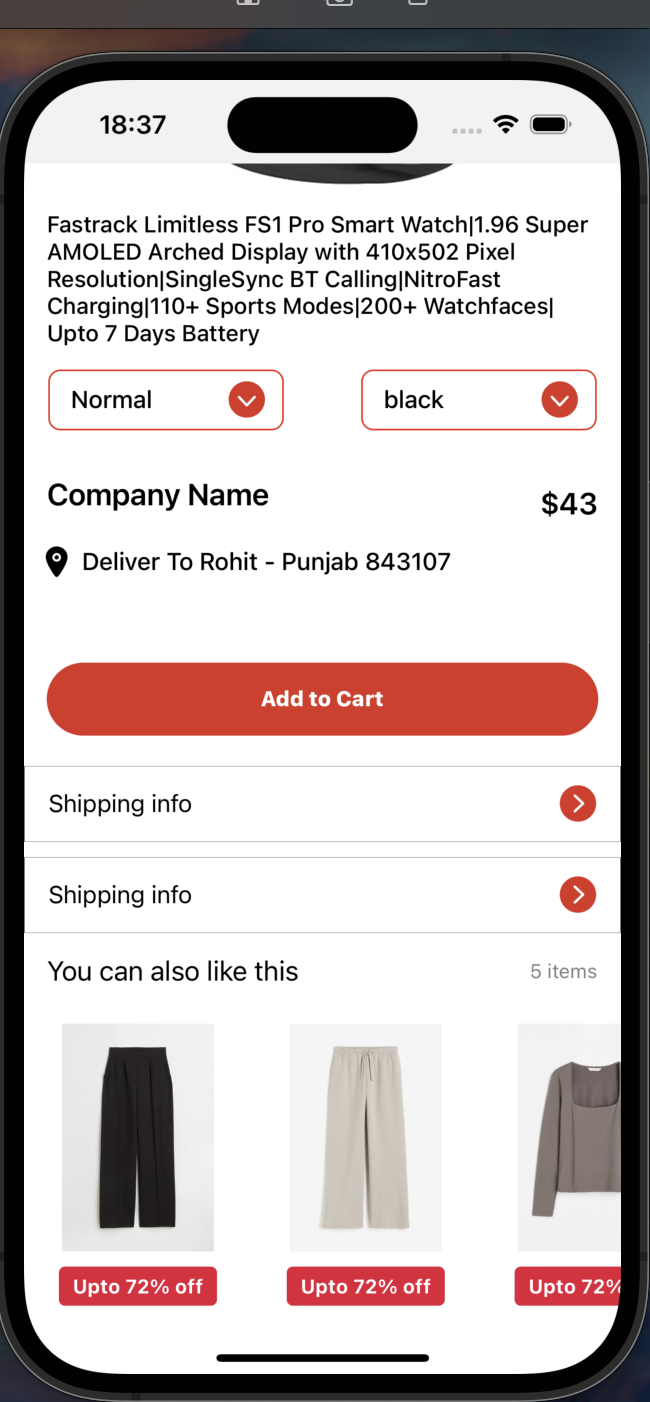 18:37
Fastrack Limitless FS1 Pro Smart Watch|1.96 Super
AMOLED Arched Display with 410x502 Pixel
Resolution|SingleSync BT Calling|NitroFast
Charging|110+ Sports Modes|200+ Watchfaces|
Upto 7 Days Battery
Normal
black
Company Name
$43
Deliver To Rohit - Punjab 843107
Add to Cart
Shipping info
Shipping info
You can also like this
5 items
Upto 72% off
Upto 72% off
Upto 72%